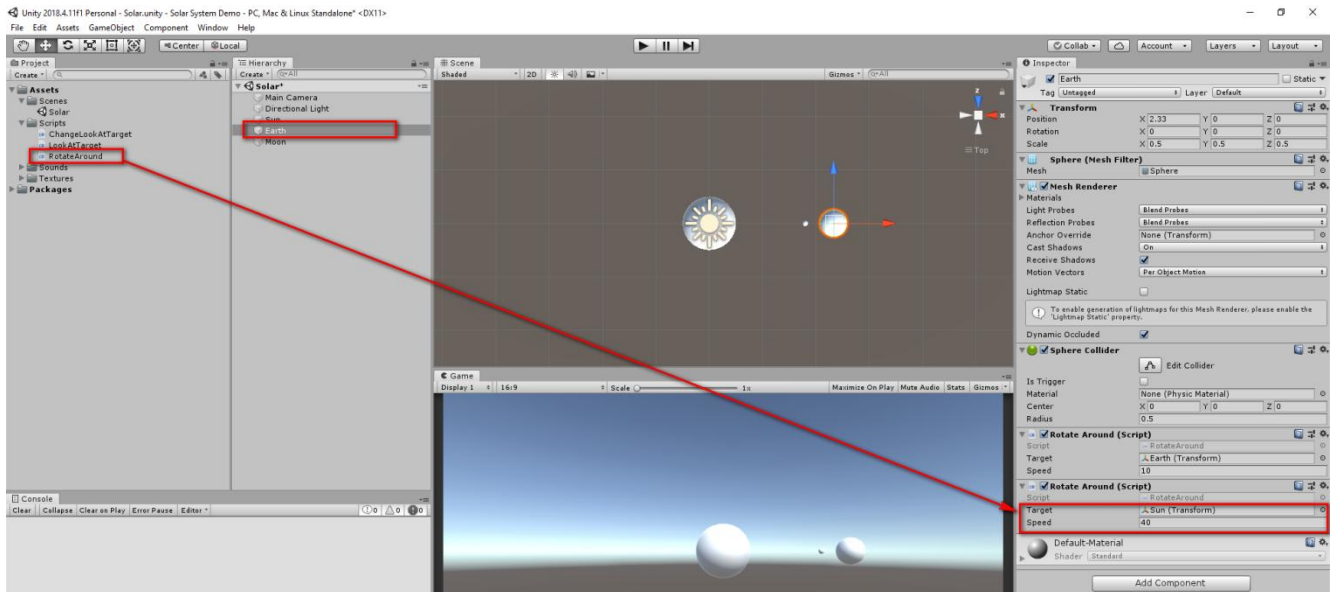 Unity 2018.4.11f1 Personal - Solar.unity - Solar System Demo - PC, Mac & Linux Standalone* <DX11>
File Edit Assets GameObject Component Window Help
Center Local Collab Account Layers Layout
Project
Create
Assets
Scenes
Solar
Scripts
ChangeLookAtTarget
LookAtTarget
RotateAround
Sounds
Textures
Packages
Hierarchy
Create All
Solar*
Main Camera
Directional Light
Sun
Earth
Moon
Scene
Shaded 2D Gizmos All
z
x
Top
Game
Display 1 16:9 Scale 1x Maximize On Play Mute Audio Stats Gizmos
Console
Clear Collapse Clear on Play Error Pause Editor 0 0 0
Inspector
Earth Static
Tag Untagged Layer Default
Transform
Position X 2.33 Y 0 Z 0
Rotation X 0 Y 0 Z 0
Scale X 0.5 Y 0.5 Z 0.5
Sphere (Mesh Filter)
Mesh Sphere
Mesh Renderer
Materials
Light Probes Blend Probes
Reflection Probes Blend Probes
Anchor Override None (Transform)
Cast Shadows On
Receive Shadows
Motion Vectors Per Object Motion
Lightmap Static
To enable generation of lightmaps for this Mesh Renderer, please enable the
'Lightmap Static' property.
Dynamic Occluded
Sphere Collider
Edit Collider
Is Trigger
Material None (Physic Material)
Center X 0 Y 0 Z 0
Radius 0.5
Rotate Around (Script)
Script RotateAround
Target Earth (Transform)
Speed 10
Rotate Around (Script)
Script RotateAround
Target Sun (Transform)
Speed 40
Default-Material
Shader Standard
Add Component